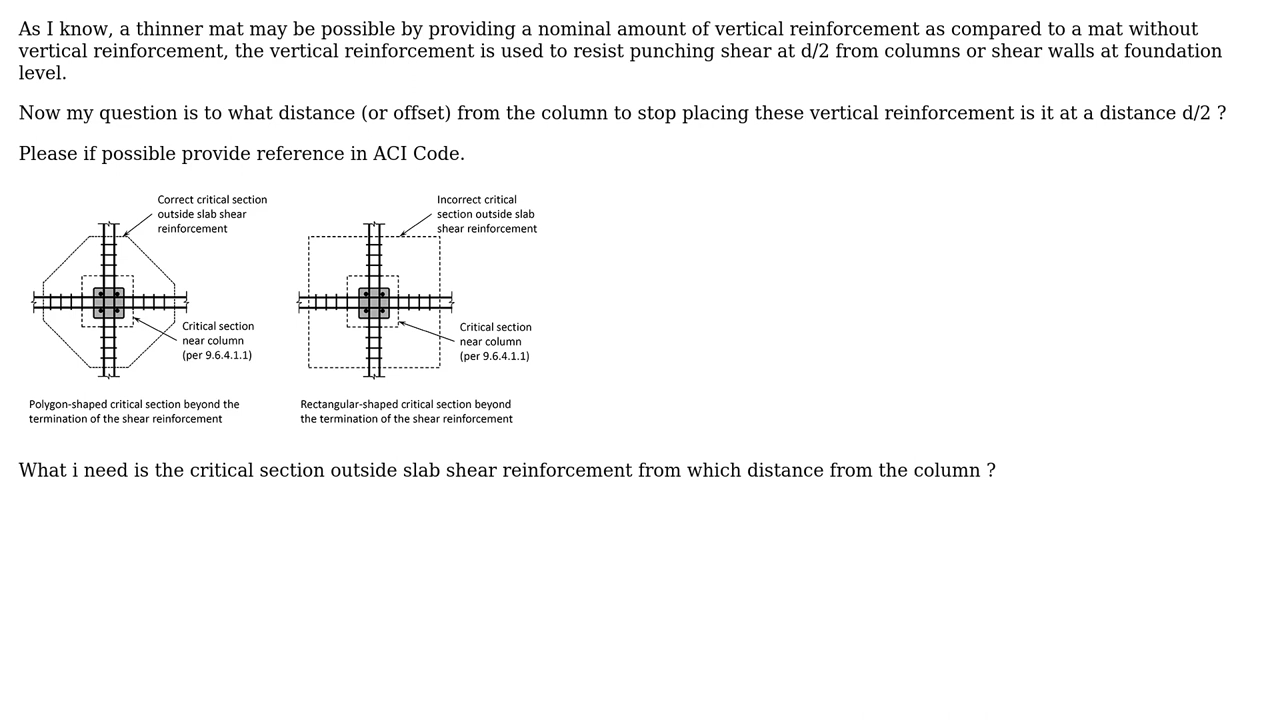 As I know, a thinner mat may be possible by providing a nominal amount of vertical reinforcement as compared to a mat without
vertical reinforcement, the vertical reinforcement is used to resist punching shear at d/2 from columns or shear walls at foundation
level.
Now my question is to what distance (or offset) from the column to stop placing these vertical reinforcement is it at a distance d/2 ?
Please if possible provide reference in ACI Code.
Correct critical section
outside slab shear
reinforcement
Critical section
near column
(per 9.6.4.1.1)
Polygon-shaped critical section beyond the
termination of the shear reinforcement
Incorrect critical
section outside slab
shear reinforcement
Critical section
near column
(per 9.6.4.1.1)
Rectangular-shaped critical section beyond
the termination of the shear reinforcement
What i need is the critical section outside slab shear reinforcement from which distance from the column ?